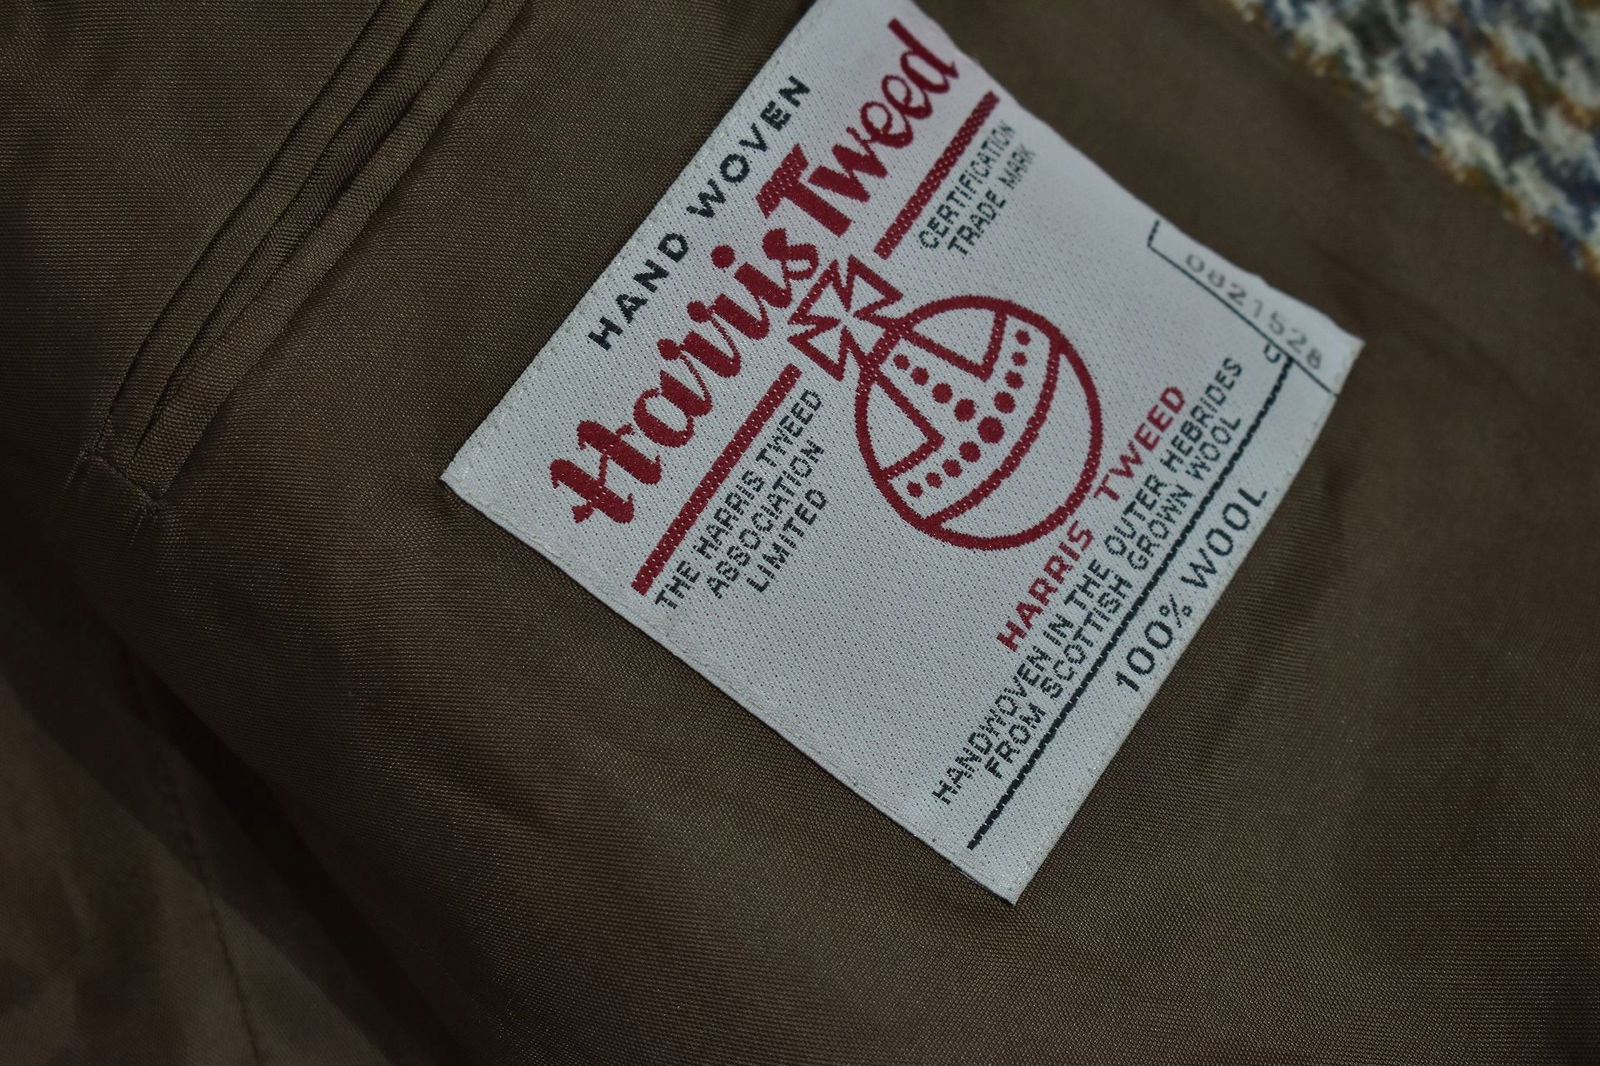 HAND WOVEN
Harris Tweed
CERTIFICATION
TRADE MARK
THE HARRIS TWEED
ASSOCIATION
LIMITED
0821528
HARRIS TWEED
HANDWOVEN IN THE OUTER HEBRIDES
FROM SCOTTISH GROWN WOOL
100% WOOL